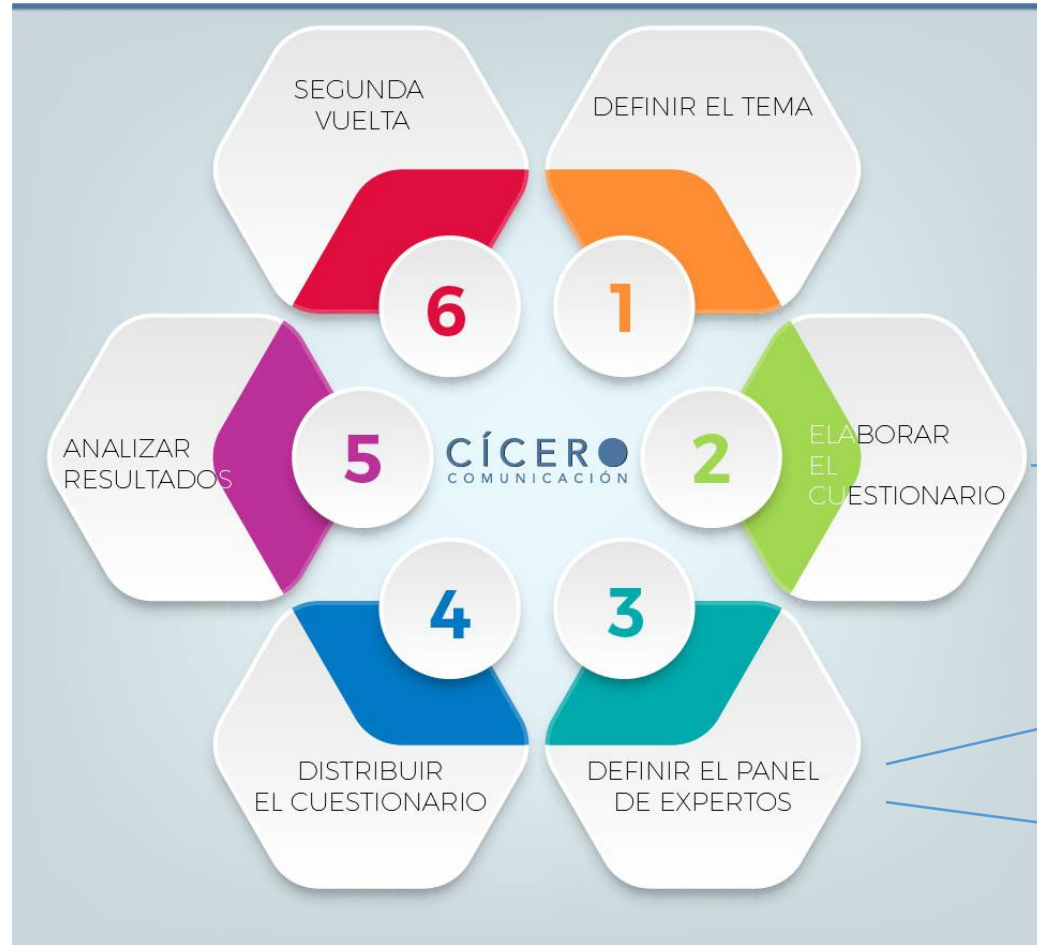 SEGUNDA
VUELTA
6
DEFINIR EL TEMA
1
ANALIZAR
RESULTADOS
5
CÍCERO
COMUNICACIÓN
2
ELABORAR
EL
CUESTIONARIO
4
DISTRIBUIR
EL CUESTIONARIO
3
DEFINIR EL PANEL
DE EXPERTOS